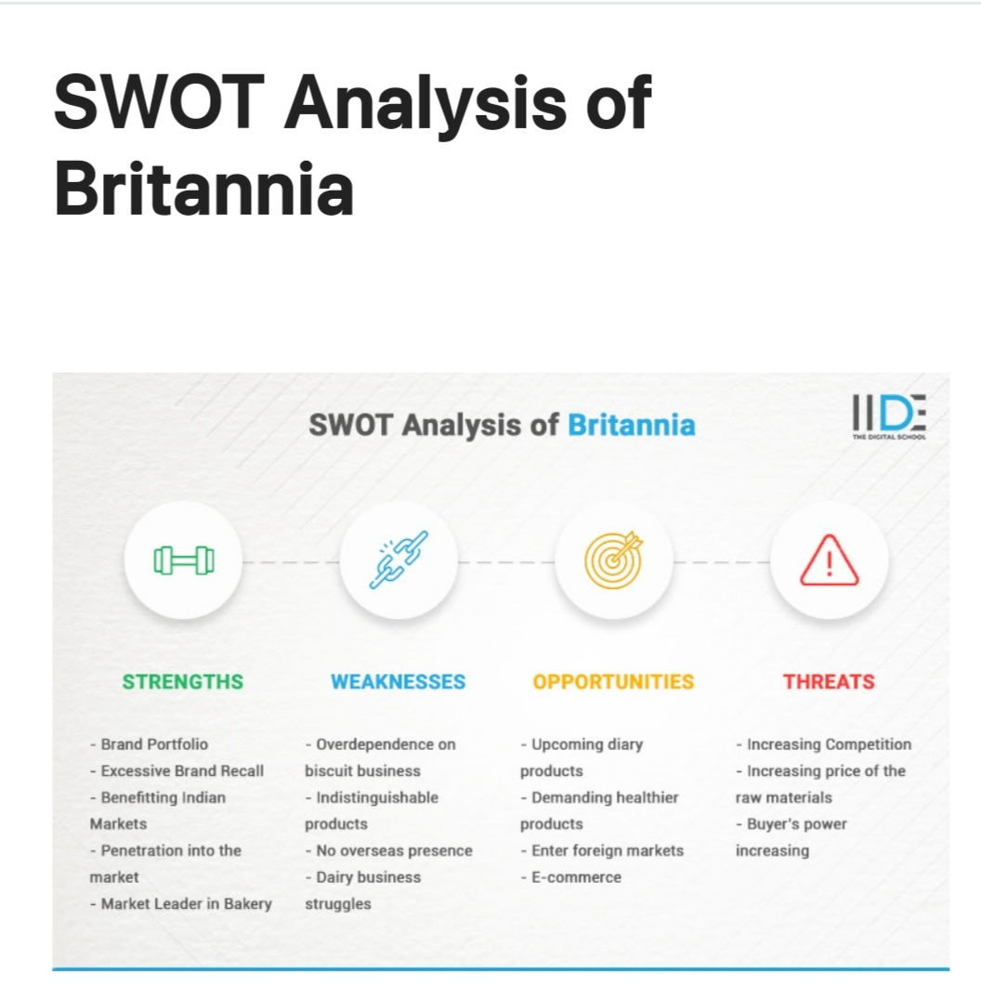 SWOT Analysis of
Britannia
SWOT Analysis of Britannia
IIDE
THE DIGITAL SCHOOL
STRENGTHS
- Brand Portfolio
- Excessive Brand Recall
- Benefitting Indian
Markets
- Penetration into the
market
- Market Leader in Bakery
WEAKNESSES
- Overdependence on
biscuit business
- Indistinguishable
products
- No overseas presence
- Dairy business
struggles
OPPORTUNITIES
- Upcoming diary
products
- Demanding healthier
products
- Enter foreign markets
- E-commerce
THREATS
- Increasing Competition
- Increasing price of the
raw materials
- Buyer's power
increasing